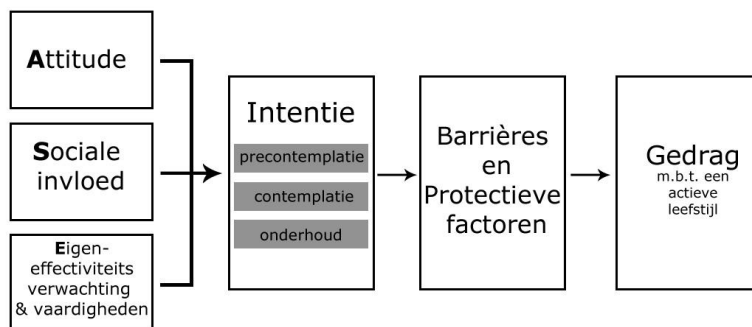 Attitude
Sociale
invloed
Eigen-
effectiviteits
verwachting
& vaardigheden
Intentie
precontemplatie
contemplatie
onderhoud
Barrières
en
Protectieve
factoren
Gedrag
m.b.t. een
actieve
leefstijl